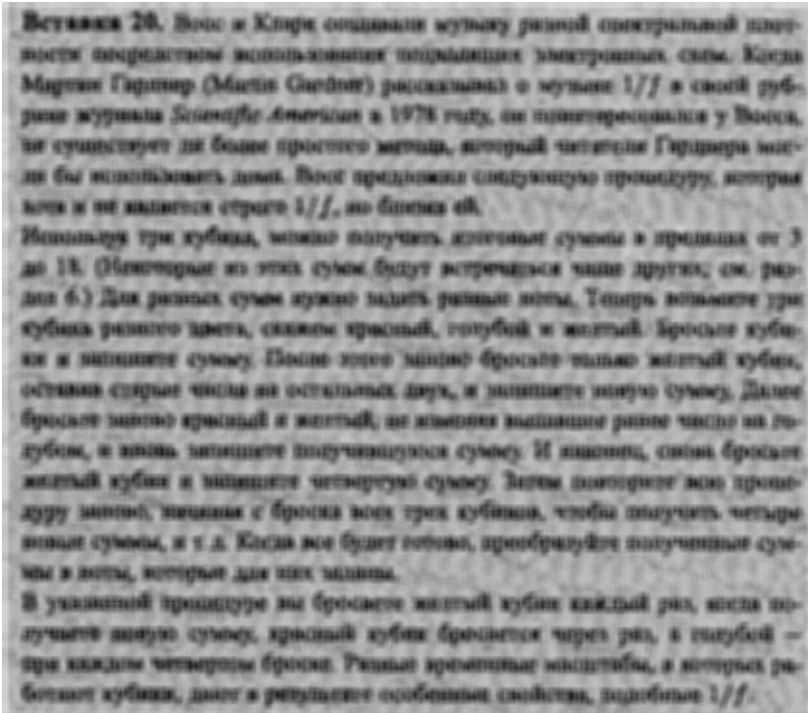 Вставка 20. Восс и Кларк создавали музыку разной спектральной плот-
ности посредством использования подходящих электронных схем. Когда
Мартин Гарднер (Martin Gardner) рассказывал о музыке 1/f в своей руб-
рике журнала Scientific American в 1978 году, он поинтересовался у Восса,
не существует ли более простого метода, который читатели Гарднера мог-
ли бы использовать дома. Восс предложил следующую процедуру, которая
хотя и не является строго 1/f, но близка ей.
Используя три кубика, можно получить итоговые суммы в пределах от 3
до 18. (Некоторые из этих сумм будут встречаться чаще других; см. раз-
дел 6.) Для разных сумм нужно задать разные ноты. Теперь возьмите три
кубика разного цвета, скажем красный, голубой и желтый. Бросьте куби-
ки и запишите сумму. После этого заново бросьте только желтый кубик,
оставив старые числа на остальных двух, и запишите новую сумму. Далее
бросьте заново красный и желтый, не изменяя выпавшее ранее число на го-
лубом, и вновь запишите получившуюся сумму. И наконец, снова бросьте
желтый кубик и запишите четвертую сумму. Затем повторите всю проце-
дуру заново, начиная с броска всех трех кубиков, чтобы получить четыре
новые суммы, и т. д. Когда все будет готово, преобразуйте полученные сум-
мы в ноты, которые для них заданы.
В указанной процедуре вы бросаете желтый кубик каждый раз, когда по-
лучаете новую сумму, красный кубик бросается через раз, а голубой —
при каждом четвертом броске. Разные временные масштабы, в которых ра-
ботают кубики, дают в результате особенные свойства, подобные 1/f.